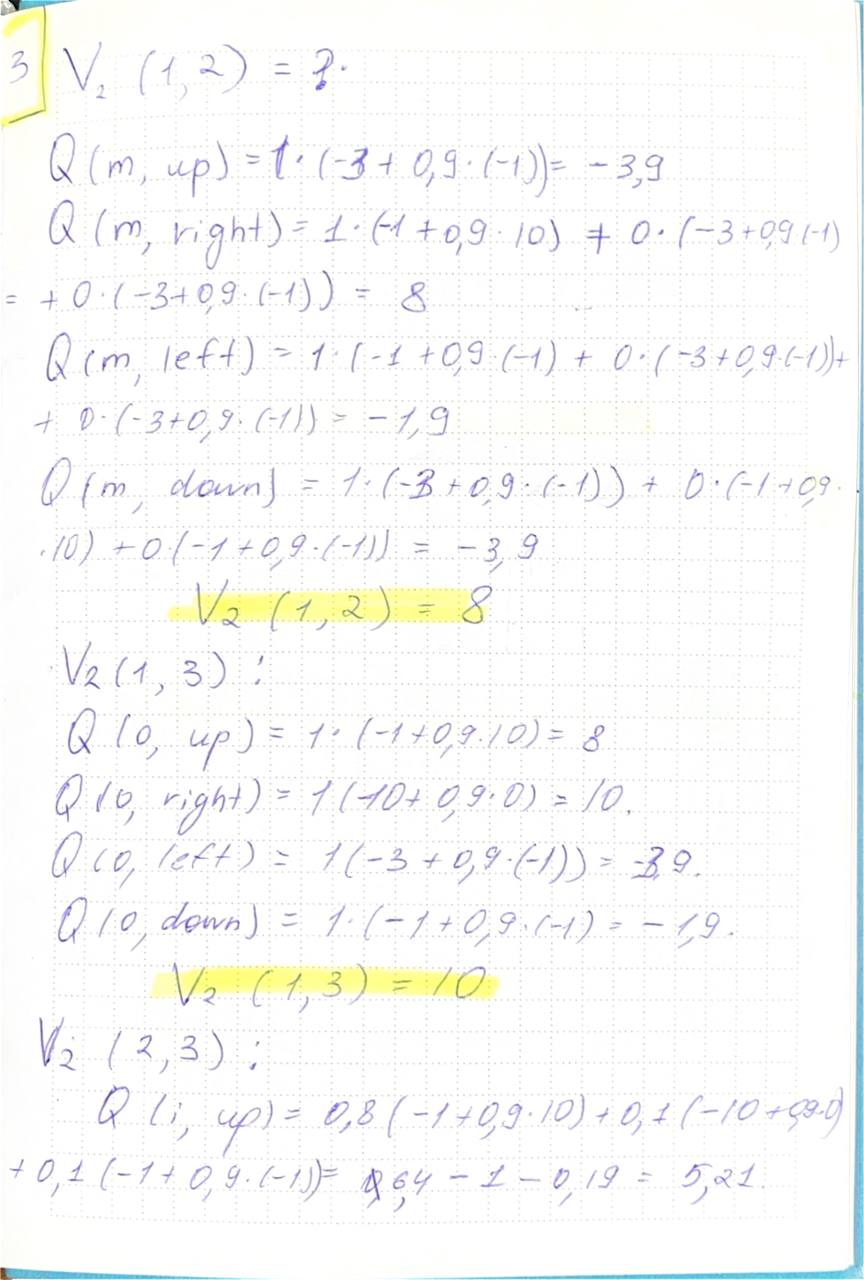 3 V₂ (1,2) = ?.
Q (m, up) = 1 · (-3 + 0,9 · (-1)) = -3,9
Q (m, right) = 1 · (-1 + 0,9 · 10) + 0 · (-3 + 0,9 (-1)
= + 0 · (-3 + 0,9 · (-1)) = 8
Q (m, left) = 1 · (-1 + 0,9 · (-1) + 0 · (-3 + 0,9 · (-1)) +
+ 0 · (-3 + 0,9 · (-1)) = -1,9
Q (m, down) = 1 · (-3 + 0,9 · (-1)) + 0 · (-1 + 0,9 ·
· 10) + 0 · (-1 + 0,9 · (-1)) = -3,9
V₂ (1, 2) = 8
V₂ (1, 3) :
Q (0, up) = 1 · (-1 + 0,9 · 10) = 8
Q (0, right) = 1 (-10 + 0,9 · 0) = 10.
Q (0, left) = 1 (-3 + 0,9 · (-1)) = -3,9.
Q (0, down) = 1 · (-1 + 0,9 · (-1) = -1,9.
V₂ (1, 3) = 10
V₂ (2, 3) :
Q (i, up) = 0,8 (-1 + 0,9 · 10) + 0,1 (-10 + 0,9 · 0)
+ 0,1 (-1 + 0,9 · (-1)) = 6,4 - 1 - 0,19 = 5,21.